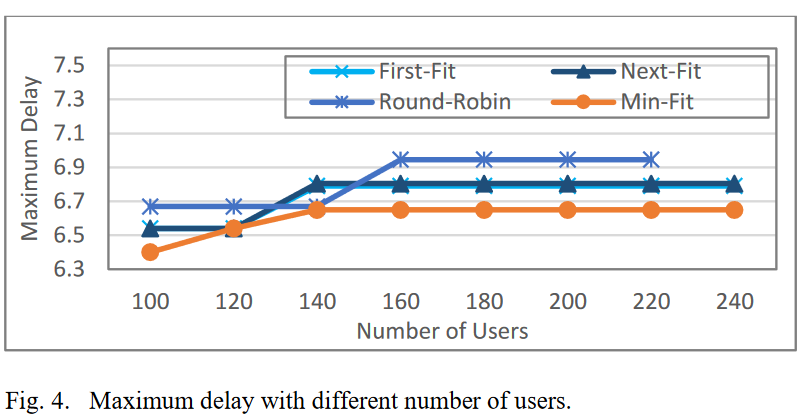 7.5
7.3
7.1
6.9
6.7
6.5
6.3
Maximum Delay
First-Fit Next-Fit
Round-Robin Min-Fit
100 120 140 160 180 200 220 240
Number of Users
Fig. 4. Maximum delay with different number of users.